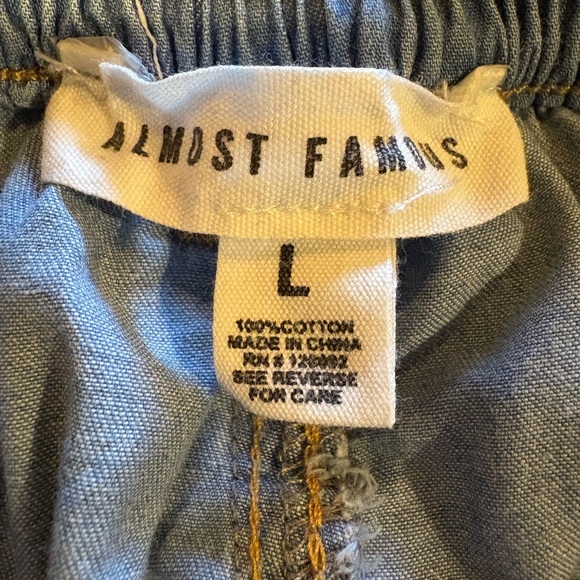 ALMOST FAMOUS
L
100%COTTON
MADE IN CHINA
RN #
SEE REVERSE
FOR CARE